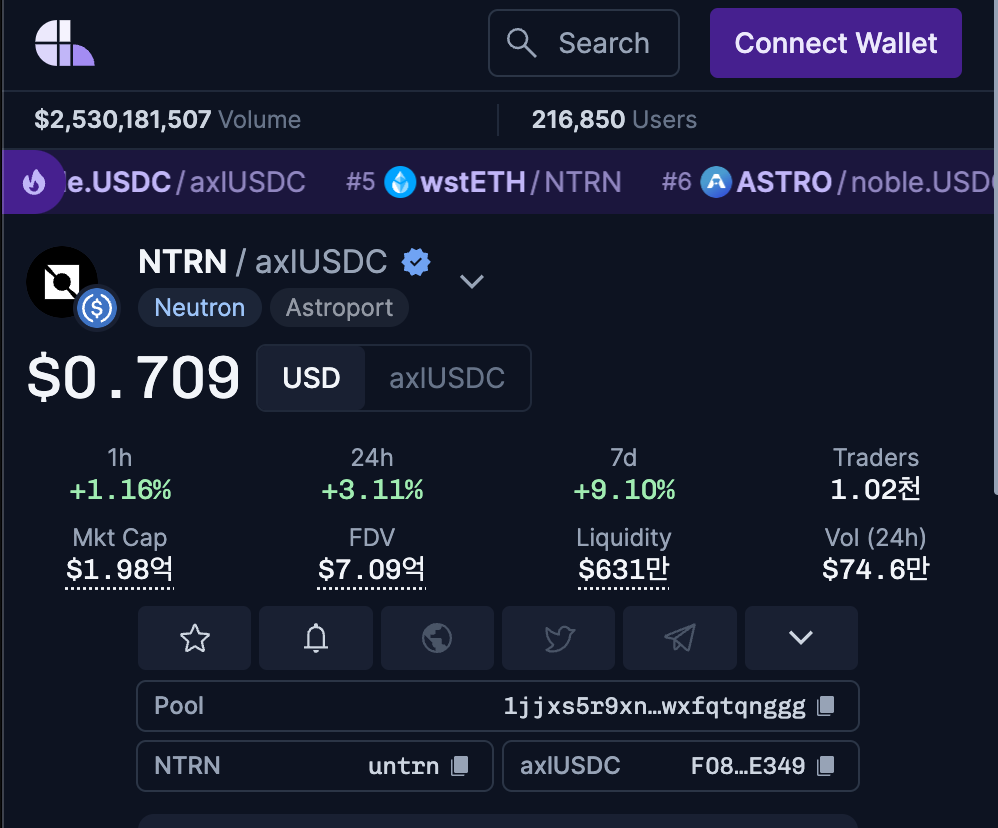 Search
Connect Wallet
$2,530,181,507 Volume
216,850 Users
le.USDC / axlUSDC #5 wstETH / NTRN #6 ASTRO / noble.USDC
NTRN / axlUSDC
Neutron Astroport
$0.709 USD axlUSDC
1h 24h 7d Traders
+1.16% +3.11% +9.10% 1.02천
Mkt Cap FDV Liquidity Vol (24h)
$1.98억 $7.09억 $631만 $74.6만
Pool 1jjxs5r9xn…wxfqtqnggg
NTRN untrn axlUSDC F08…E349